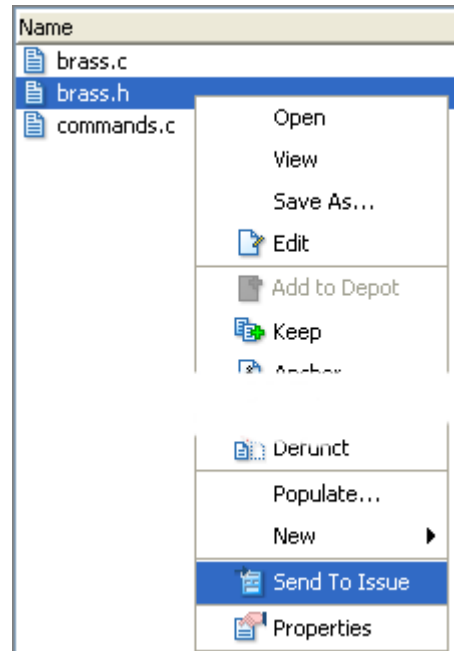 Name
brass.c
brass.h
commands.c
Open
View
Save As...
Edit
Add to Depot
Keep
Anchor
Defunct
Populate...
New
Send To Issue
Properties